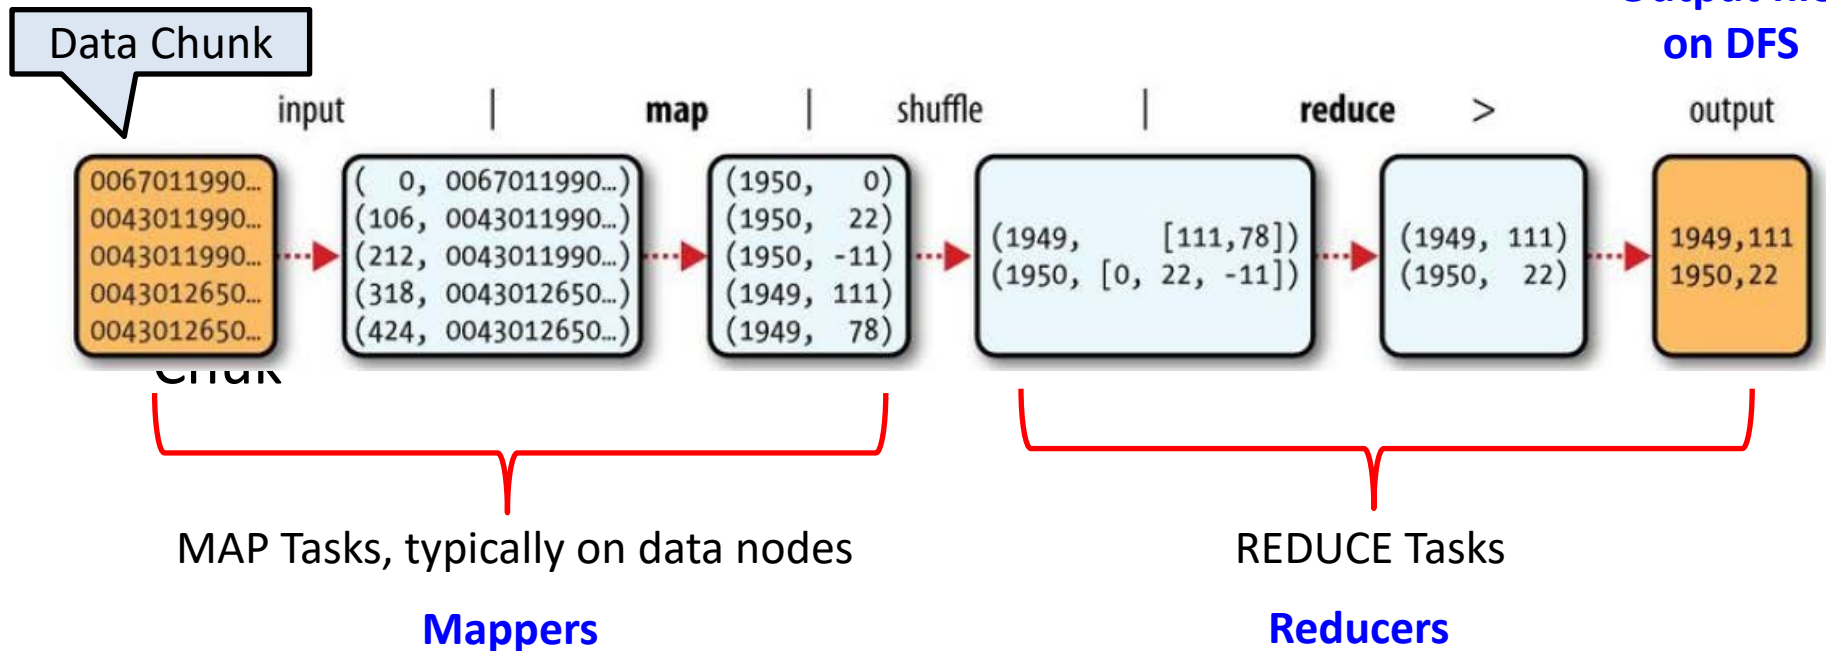 Output file
on DFS
Data Chunk
input | map | shuffle | reduce > output
0067011990...
0043011990...
0043011990...
0043012650...
0043012650...
(  0, 0067011990...)
(106, 0043011990...)
(212, 0043011990...)
(318, 0043012650...)
(424, 0043012650...)
(1950,   0)
(1950,  22)
(1950, -11)
(1949, 111)
(1949,  78)
(1949,    [111,78])
(1950, [0, 22, -11])
(1949, 111)
(1950,  22)
1949,111
1950,22
Chuk
MAP Tasks, typically on data nodes
REDUCE Tasks
Mappers
Reducers